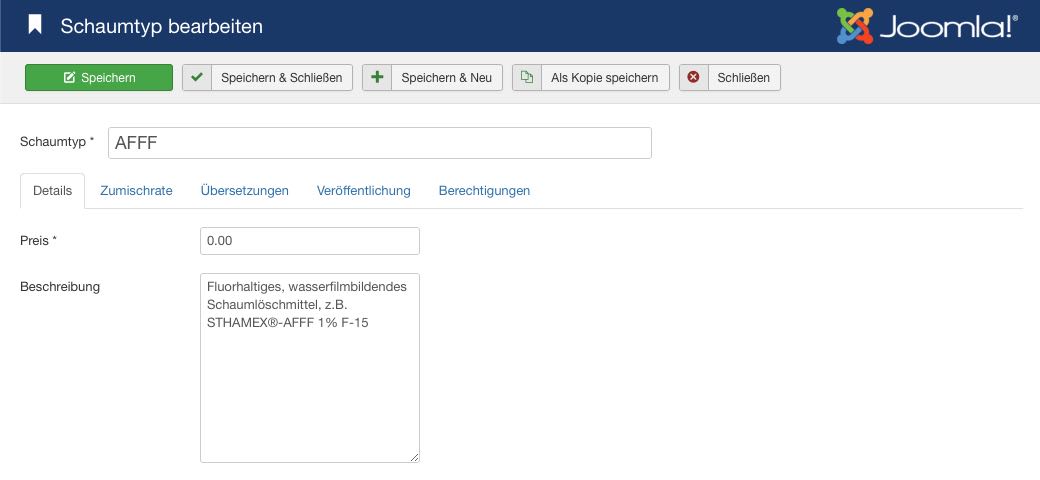 Schaumtyp bearbeiten
Joomla!®
Speichern
Speichern & Schließen
Speichern & Neu
Als Kopie speichern
Schließen
Schaumtyp *
AFFF
Details
Zumischrate
Übersetzungen
Veröffentlichung
Berechtigungen
Preis *
0.00
Beschreibung
Fluorhaltiges, wasserfilmbildendes
Schaumlöschmittel, z.B.
STHAMEX®-AFFF 1% F-15